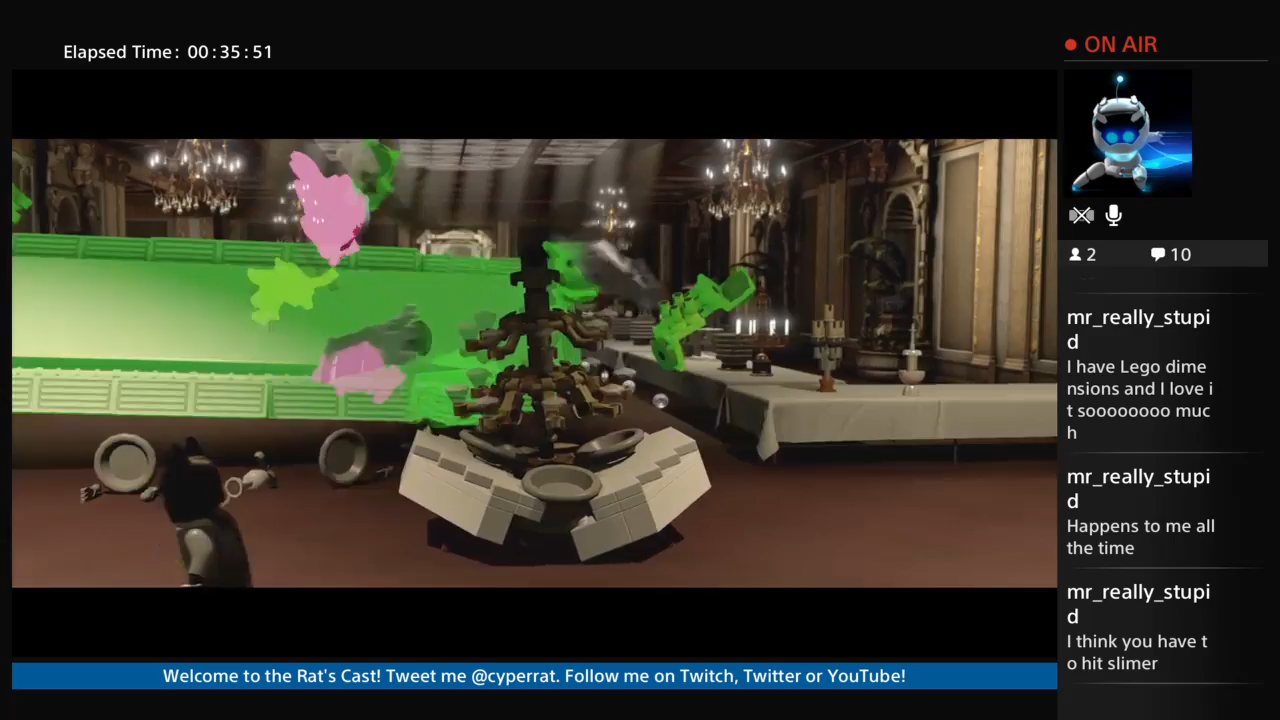 Elapsed Time: 00:35:51
ON AIR
2
10
mr_really_stupi
d
I have Lego dime
nsions and I love i
t soooooooo muc
h
mr_really_stupi
d
Happens to me all
the time
mr_really_stupi
d
I think you have t
o hit slimer
Welcome to the Rat's Cast! Tweet me @cyperrat. Follow me on Twitch, Twitter or YouTube!